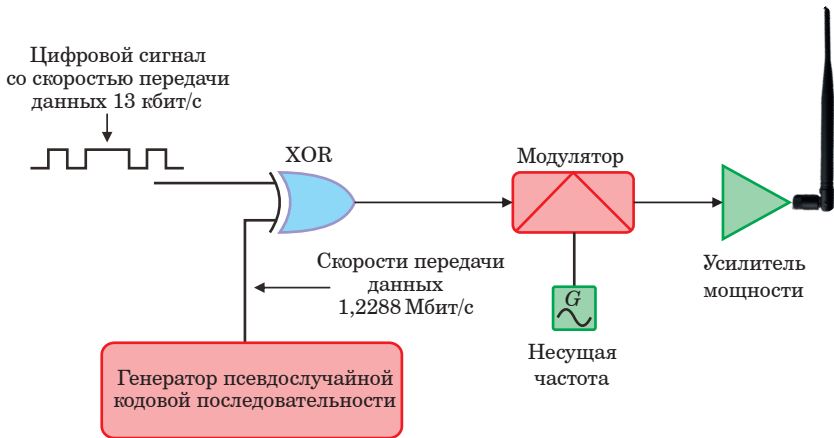 Цифровой сигнал
со скоростью передачи
данных 13 кбит/с
XOR
Модулятор
Усилитель
мощности
Скорости передачи
данных
1,2288 Мбит/с
G
Несущая
частота
Генератор псевдослучайной
кодовой последовательности